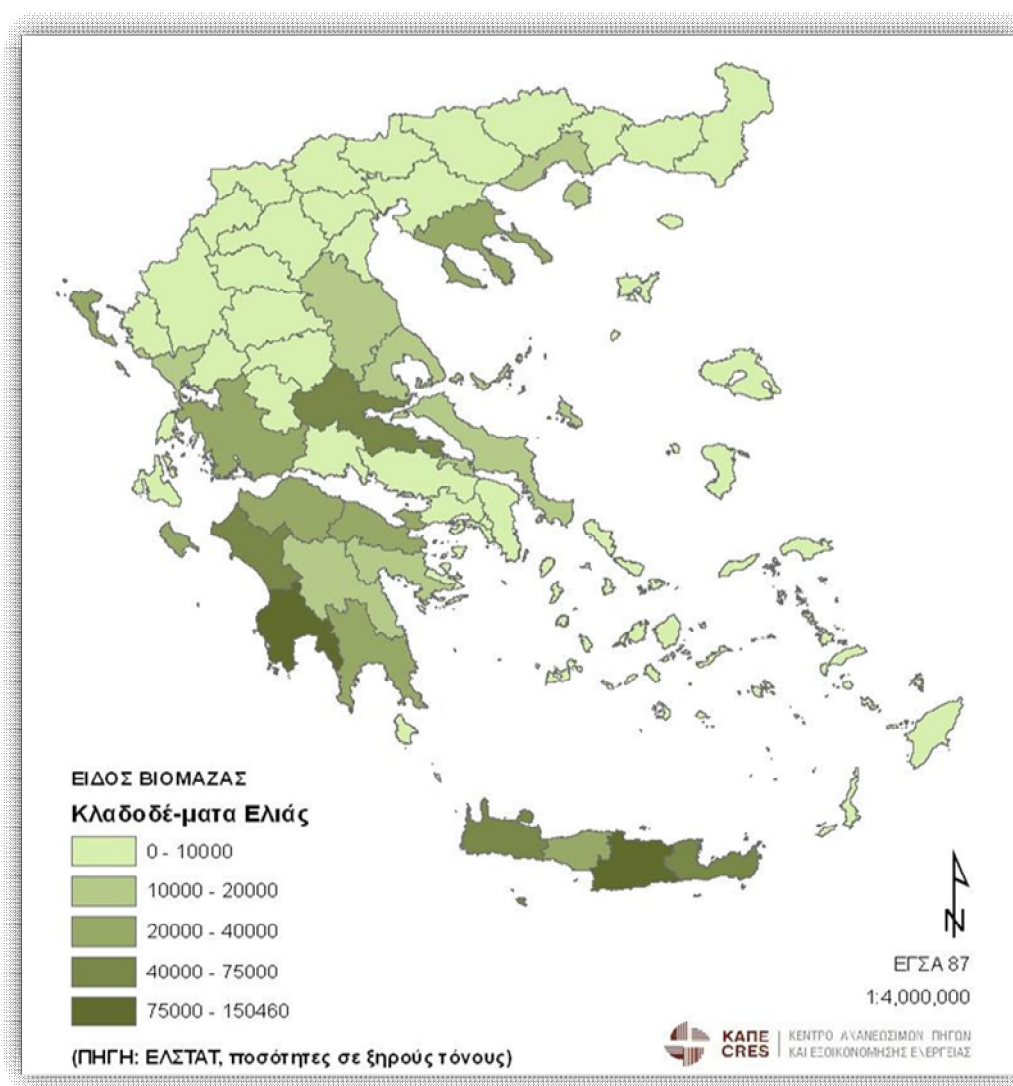 ΕΙΔΟΣ ΒΙΟΜΑΖΑΣ
Κλαδοδέ-ματα Ελιάς
0 - 10000
10000 - 20000
20000 - 40000
40000 - 75000
75000 - 150460
(ΠΗΓΗ: ΕΛΣΤΑΤ, ποσότητες σε ξηρούς τόνους)
N
ΕΓΣΑ 87
1:4,000,000
ΚΑΠΕ
CRES
ΚΕΝΤΡΟ ΑΝΑΝΕΩΣΙΜΩΝ ΠΗΓΩΝ
ΚΑΙ ΕΞΟΙΚΟΝΟΜΗΣΗΣ ΕΝΕΡΓΕΙΑΣ